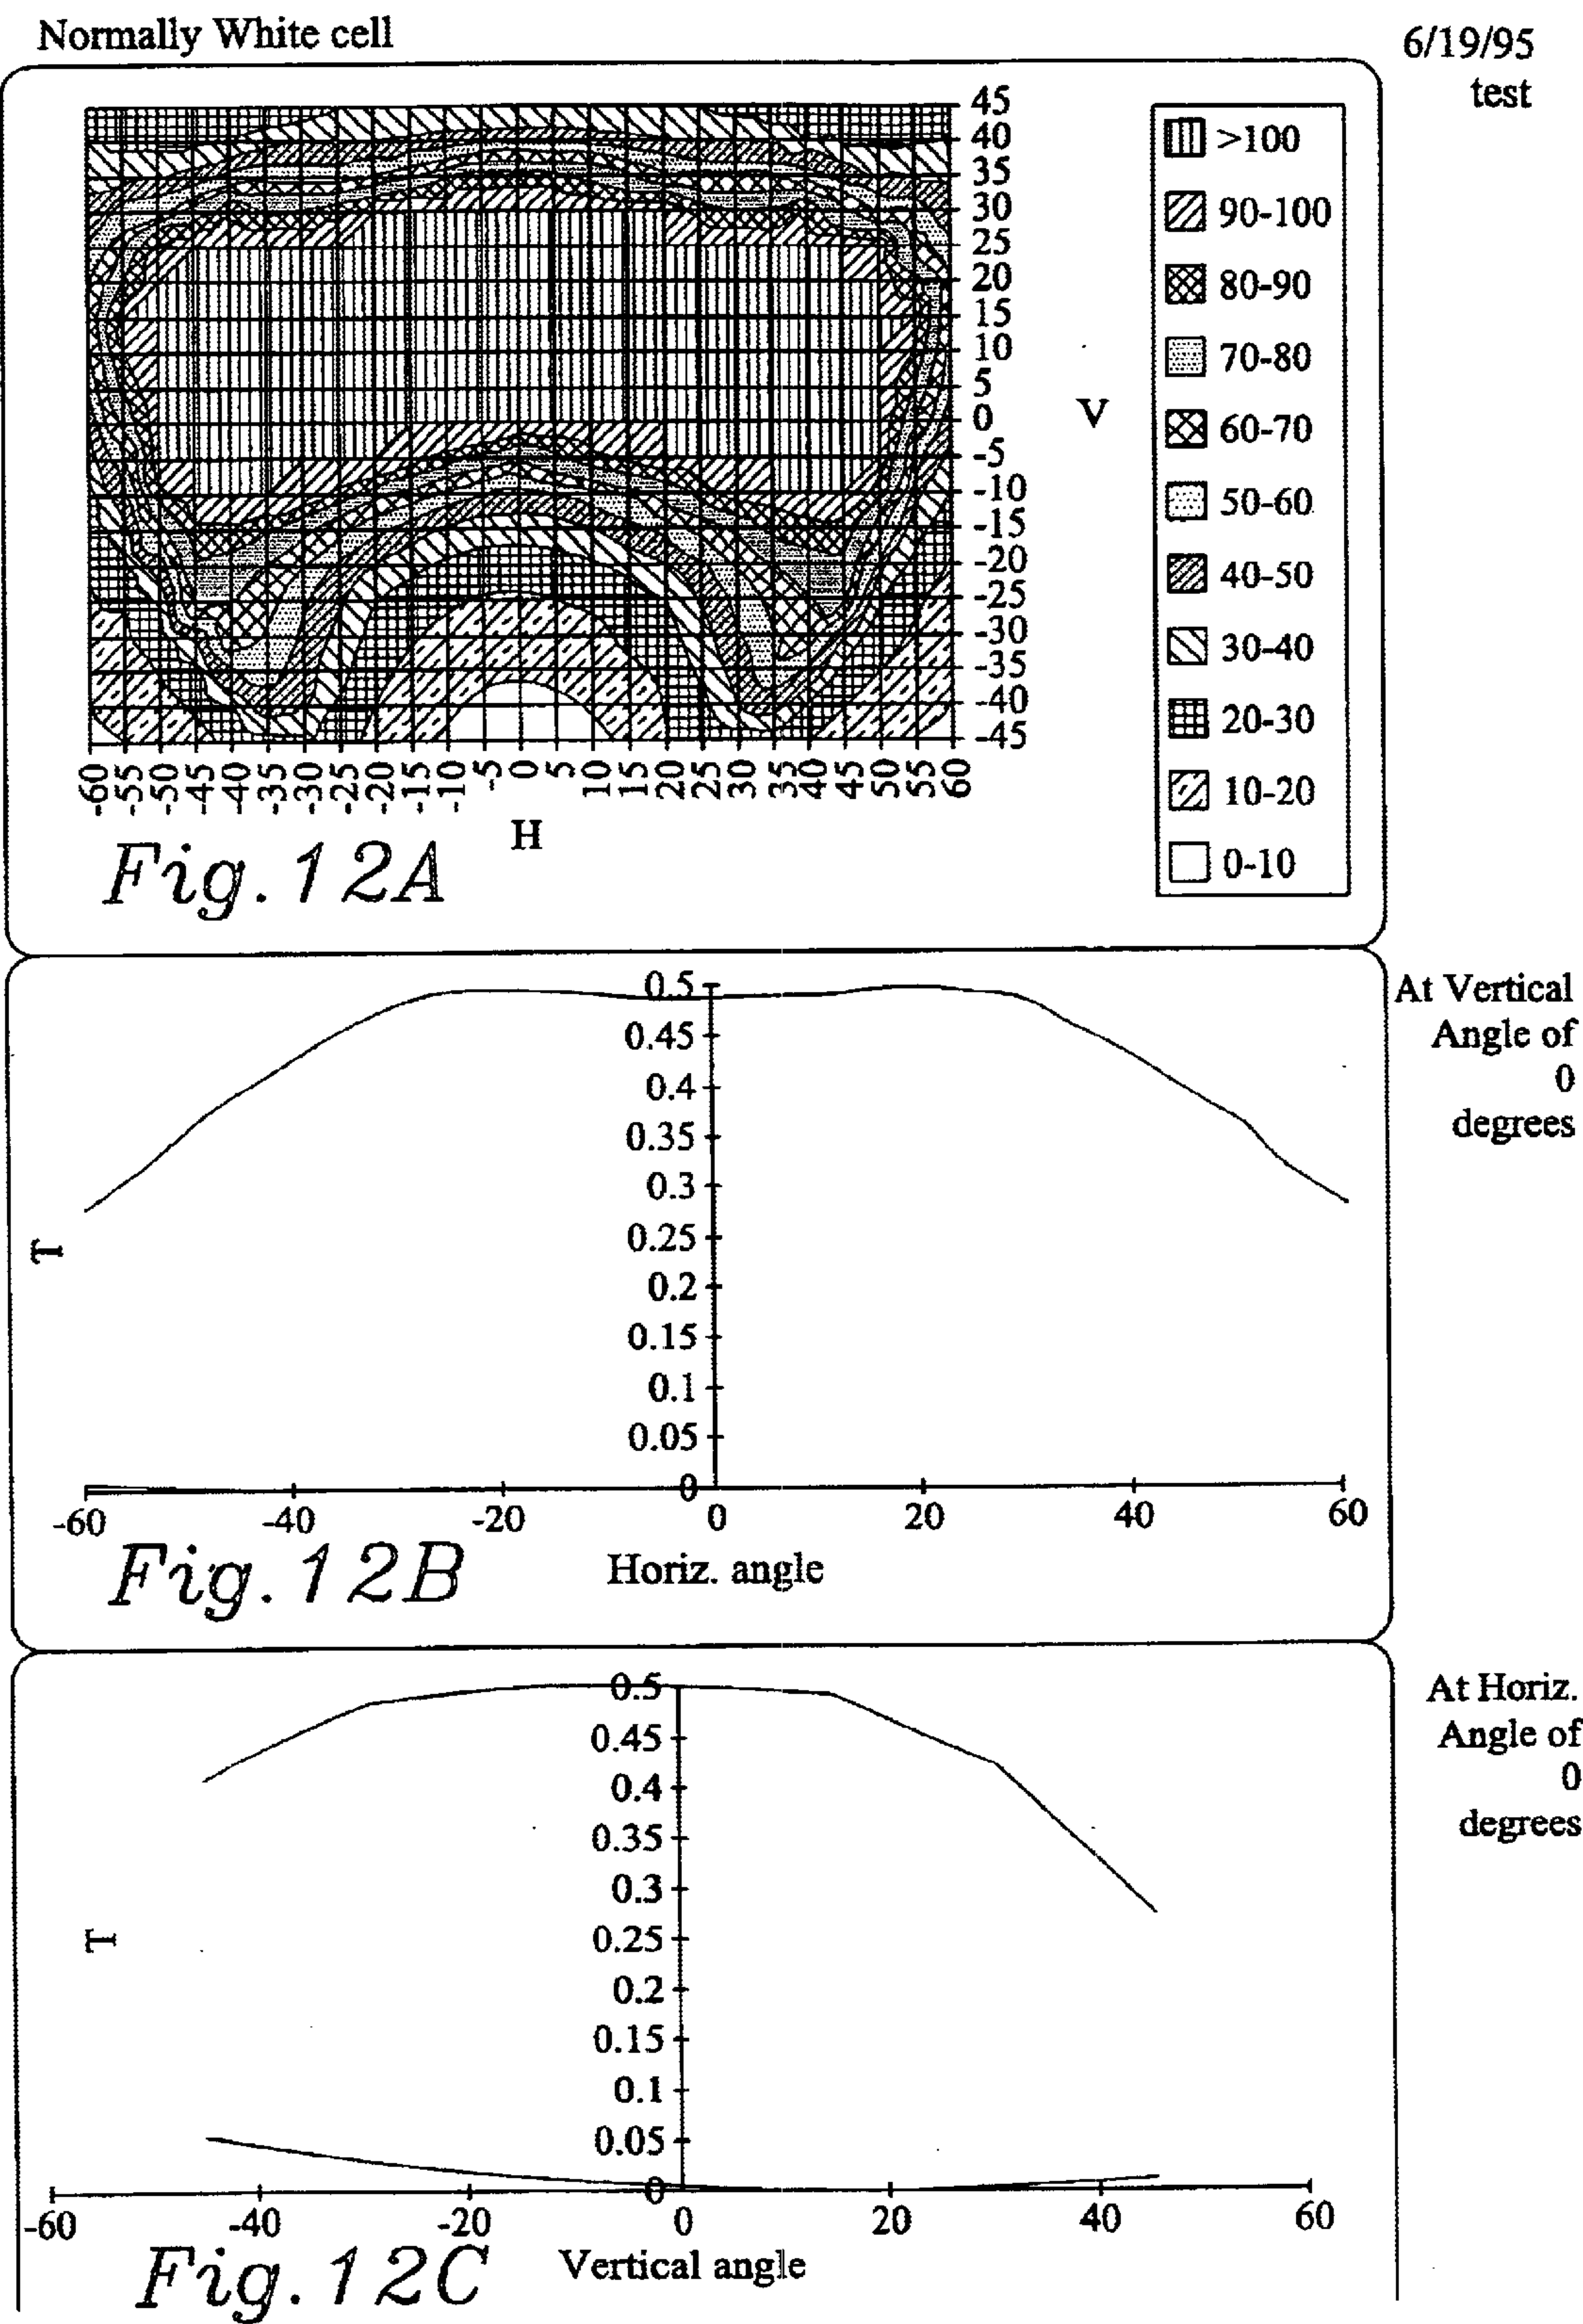 Normally White cell
6/19/95
test
45
40
35
30
25
20
15
10
5
0
-5
-10
-15
-20
-25
-30
-35
-40
-45
V
-60 -55 -50 -45 -40 -35 -30 -25 -20 -15 -10 -5 0 5 10 15 20 25 30 35 40 45 50 55 60
H
>100
90-100
80-90
70-80
60-70
50-60
40-50
30-40
20-30
10-20
0-10
Fig.12A
At Vertical
Angle of
0
degrees
0.5
0.45
0.4
0.35
0.3
0.25
0.2
0.15
0.1
0.05
0
T
-60 -40 -20 0 20 40 60
Horiz. angle
Fig.12B
At Horiz.
Angle of
0
degrees
0.5
0.45
0.4
0.35
0.3
0.25
0.2
0.15
0.1
0.05
0
T
-60 -40 -20 0 20 40 60
Vertical angle
Fig.12C